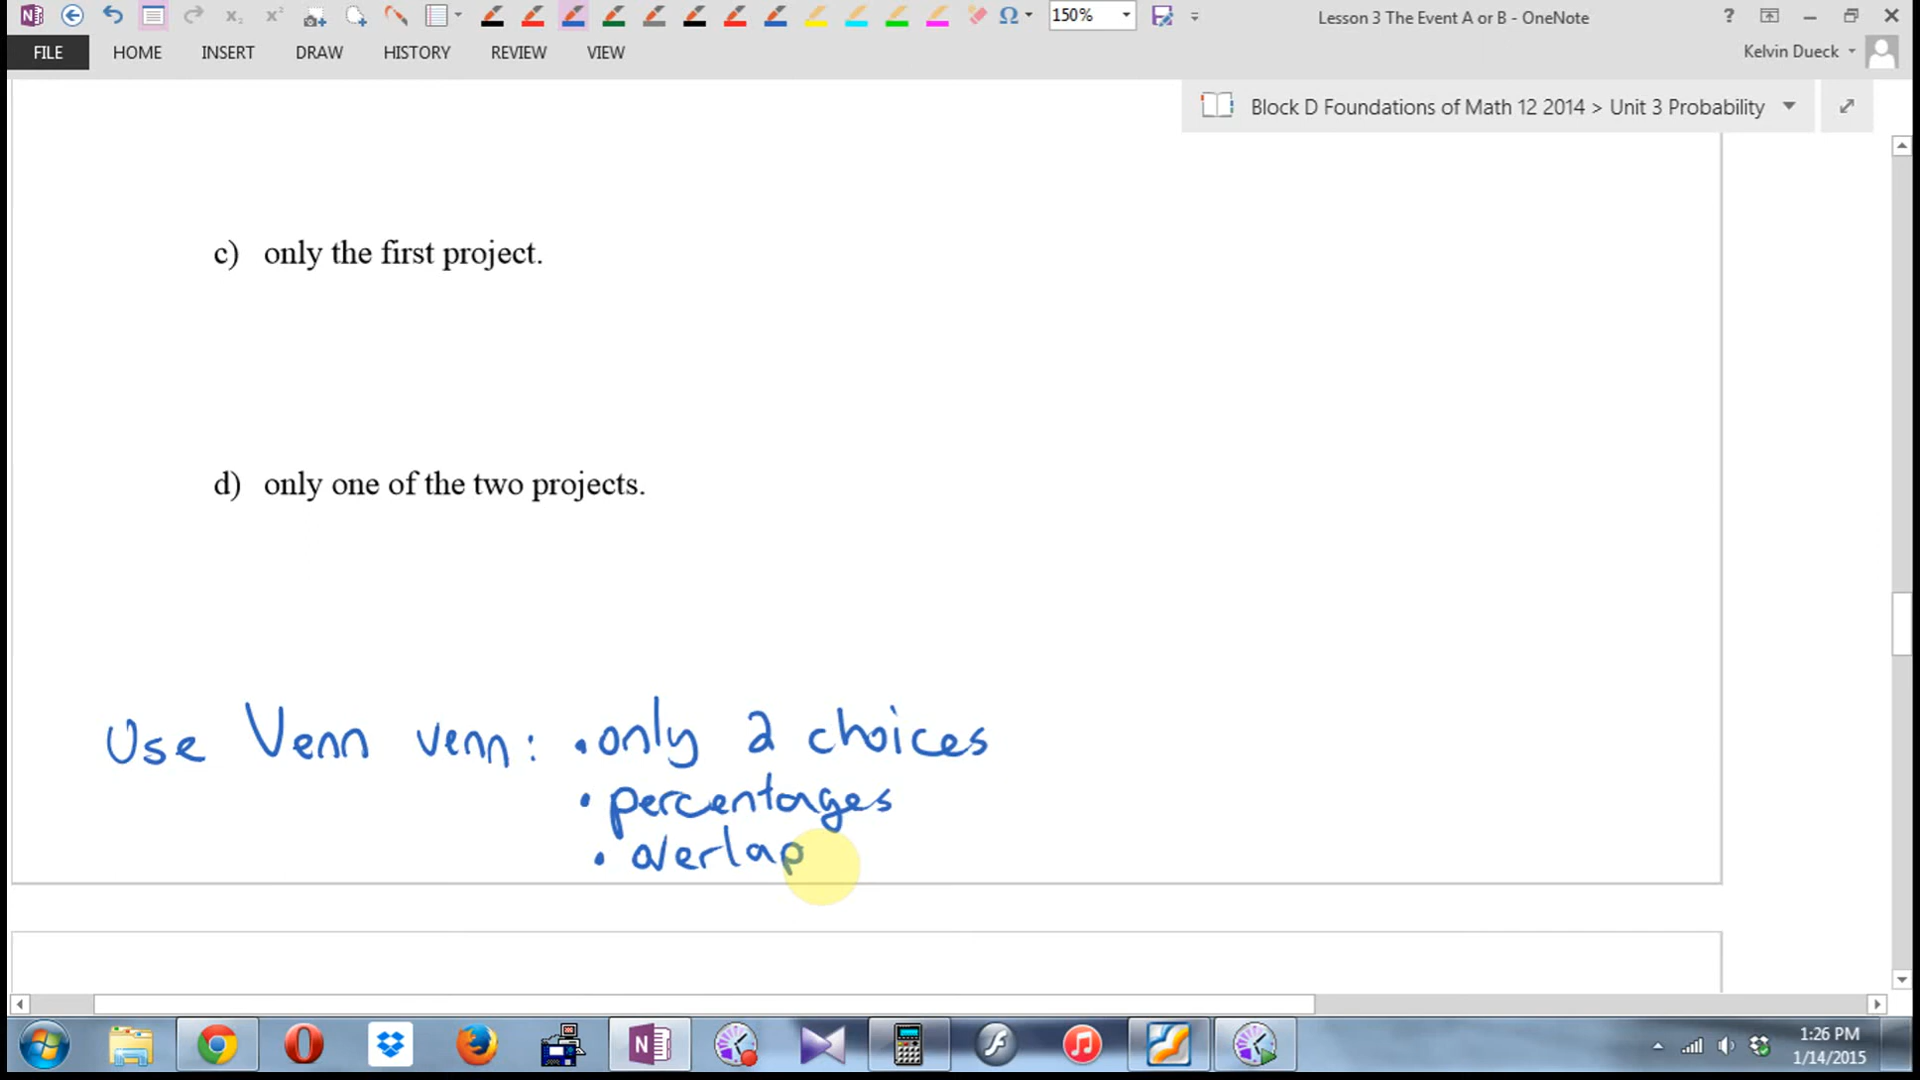 150%
Lesson 3 The Event A or B - OneNote
?
FILE HOME INSERT DRAW HISTORY REVIEW VIEW
Kelvin Dueck
Block D Foundations of Math 12 2014 > Unit 3 Probability
c) only the first project.
d) only one of the two projects.
Use Venn venn: • only 2 choices
• percentages
• overlap
1:26 PM
1/14/2015